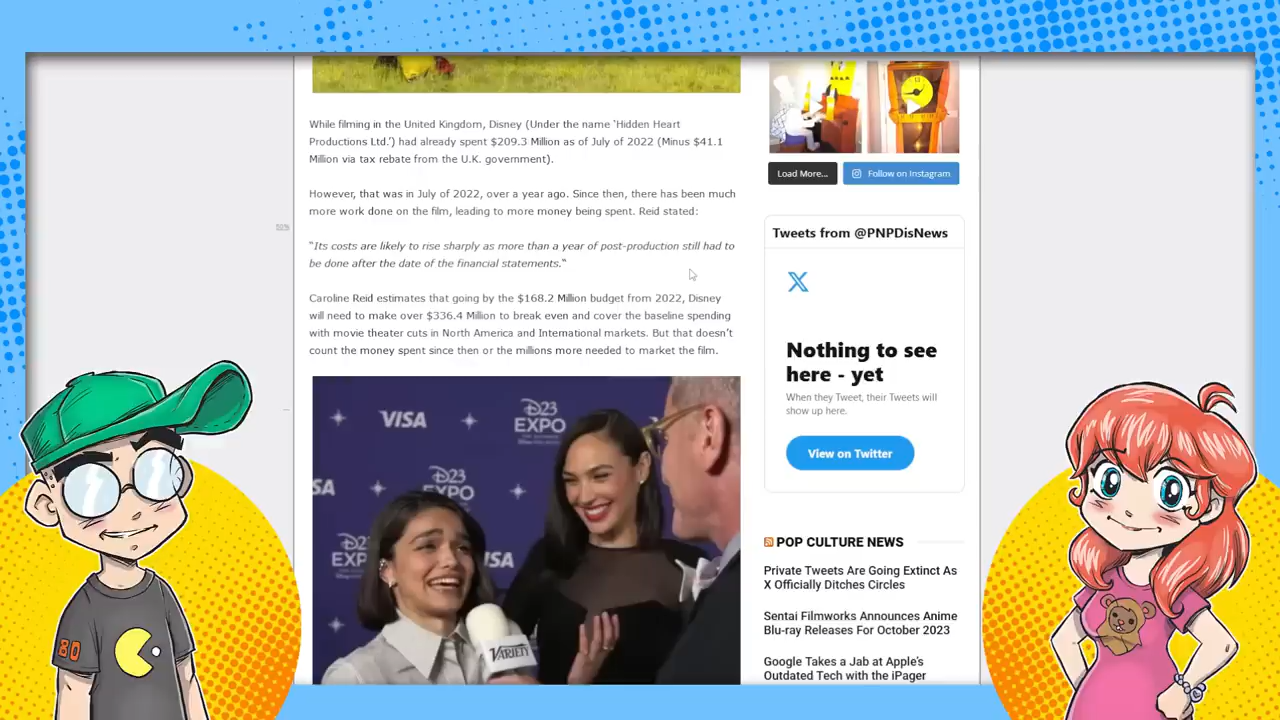 While filming in the United Kingdom, Disney (Under the name 'Hidden Heart
Productions Ltd.') had already spent $209.3 Million as of July of 2022 (Minus $41.1
Million via tax rebate from the U.K. government).
However, that was in July of 2022, over a year ago. Since then, there has been much
more work done on the film, leading to more money being spent. Reid stated:
"Its costs are likely to rise sharply as more than a year of post-production still had to
be done after the date of the financial statements."
Caroline Reid estimates that going by the $168.2 Million budget from 2022, Disney
will need to make over $336.4 Million to break even and cover the baseline spending
with movie theater cuts in North America and International markets. But that doesn't
count the money spent since then or the millions more needed to market the film.
VISA
D23
EXPO
SA
D23
EXPO
D23
EXP
ISA
VARIETY
Load More...
Follow on Instagram
Tweets from @PNPDisNews
X
Nothing to see
here - yet
When they Tweet, their Tweets will
show up here.
View on Twitter
POP CULTURE NEWS
Private Tweets Are Going Extinct As
X Officially Ditches Circles
Sentai Filmworks Announces Anime
Blu-ray Releases For October 2023
Google Takes a Jab at Apple's
Outdated Tech with the iPager
80